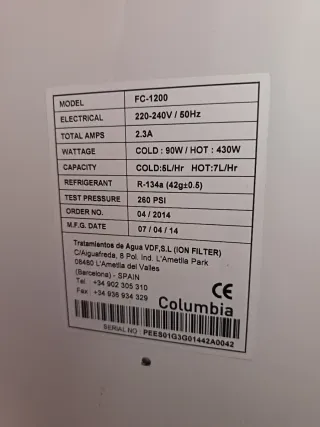 MODEL FC-1200
ELECTRICAL 220-240V / 50Hz
TOTAL AMPS 2.3A
WATTAGE COLD : 90W / HOT : 430W
CAPACITY COLD:5L/Hr HOT:7L/Hr
REFRIGERANT R-134a (42g±0.5)
TEST PRESSURE 260 PSI
ORDER NO. 04 / 2014
M.F.G. DATE 07 / 04 / 14
Tratamientos de Agua VDF,S.L (ION FILTER)
C/Aiguafreda, 8 Pol. Ind. L'Ametlla Park
08480 L'Ametlla del Valles
(Barcelona) - SPAIN
Tel. +34 902 305 310
Fax : +34 936 934 329
CE
Columbia
SERIAL NO : PEES01G3G01442A0042